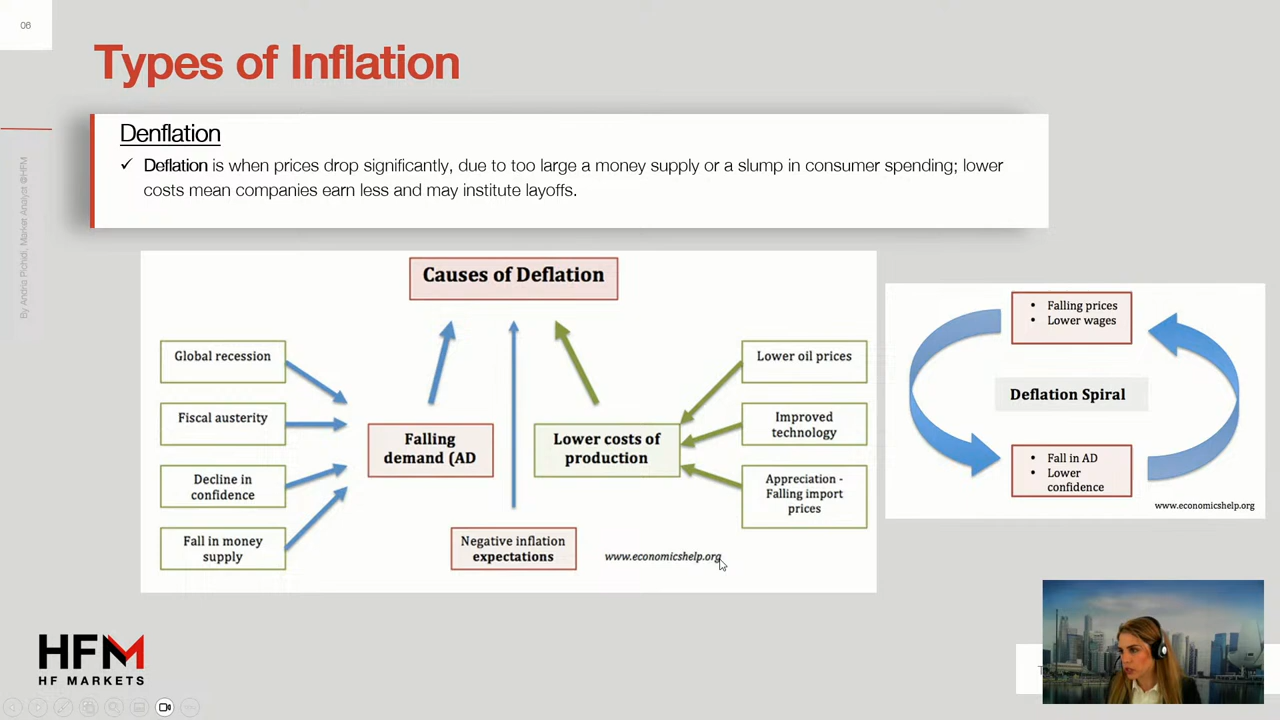 06
Types of Inflation
Denflation
✓ Deflation is when prices drop significantly, due to too large a money supply or a slump in consumer spending; lower
costs mean companies earn less and may institute layoffs.
By Andria Pichidi, Market Analyst @HFM
Causes of Deflation
Global recession
Fiscal austerity
Decline in
confidence
Fall in money
supply
Falling
demand (AD
Negative inflation
expectations
Lower costs of
production
Lower oil prices
Improved
technology
Appreciation -
Falling import
prices
www.economicshelp.org
• Falling prices
• Lower wages
Deflation Spiral
• Fall in AD
• Lower
confidence
www.economicshelp.org
HFM
HF MARKETS